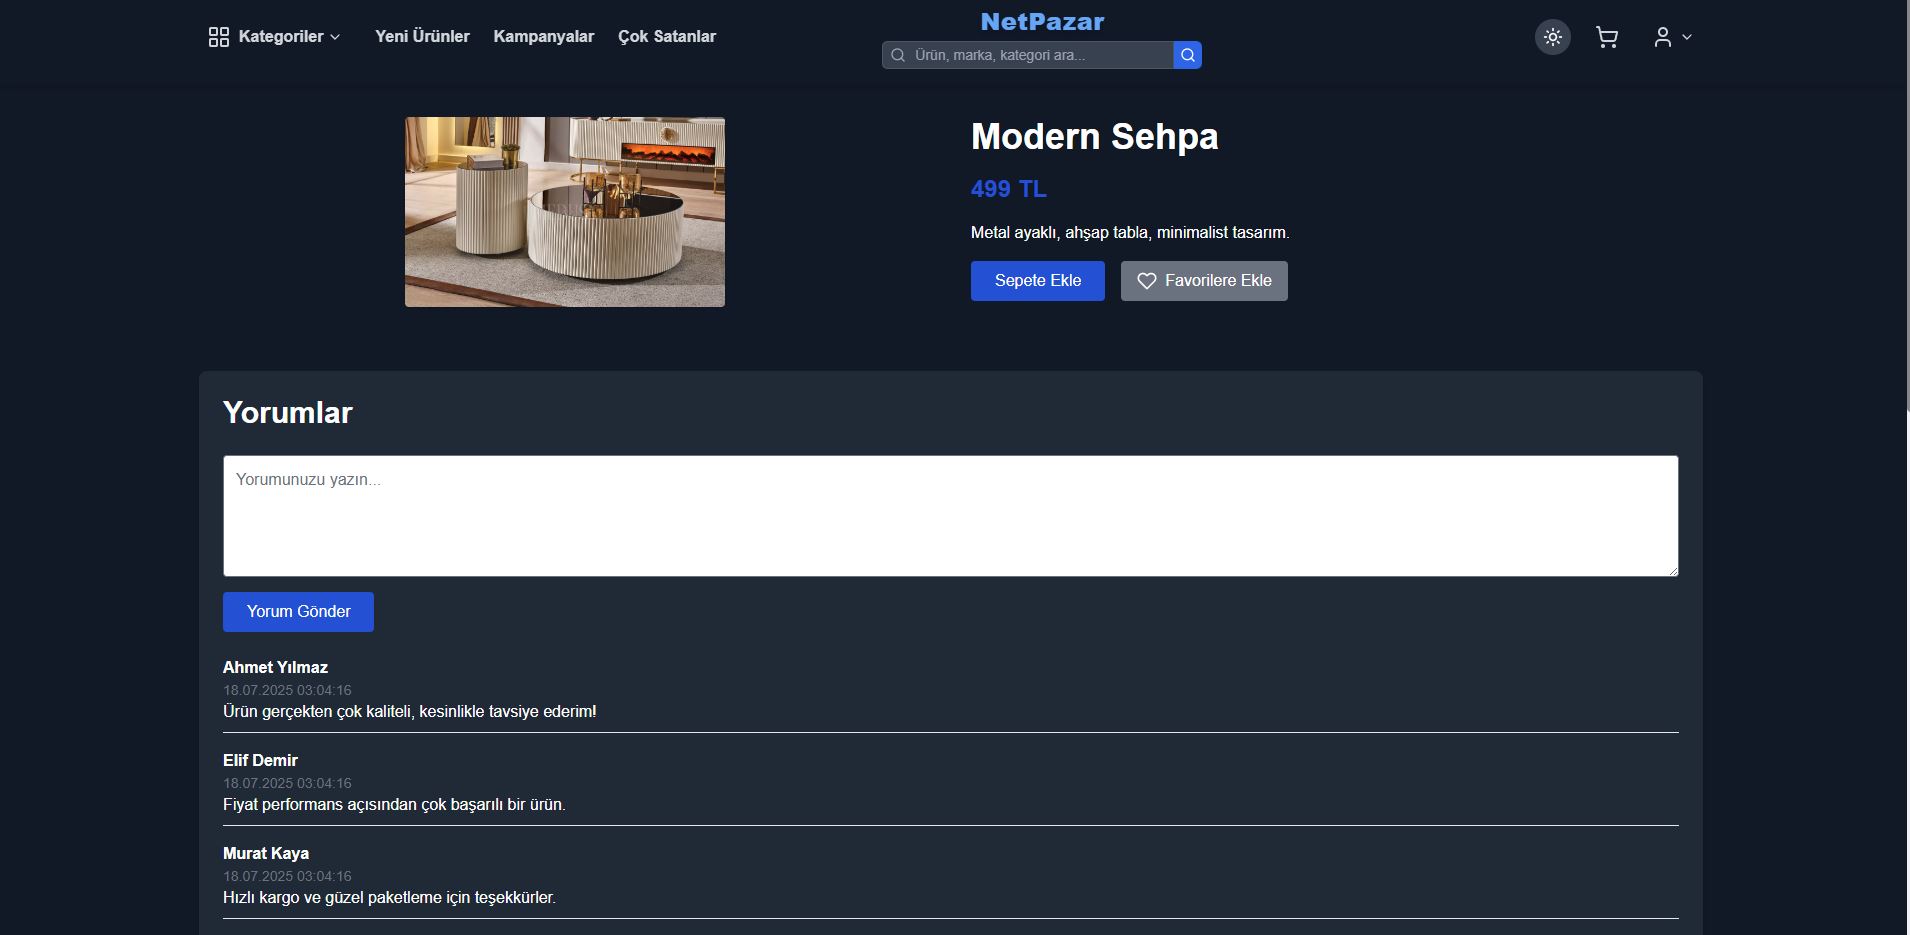 Kategoriler
Yeni Ürünler
Kampanyalar
Çok Satanlar
NetPazar
Ürün, marka, kategori ara...
Modern Sehpa
499 TL
Metal ayaklı, ahşap tabla, minimalist tasarım.
Sepete Ekle
Favorilere Ekle
Yorumlar
Yorumunuzu yazın...
Yorum Gönder
Ahmet Yılmaz
18.07.2025 03:04:16
Ürün gerçekten çok kaliteli, kesinlikle tavsiye ederim!
Elif Demir
18.07.2025 03:04:16
Fiyat performans açısından çok başarılı bir ürün.
Murat Kaya
18.07.2025 03:04:16
Hızlı kargo ve güzel paketleme için teşekkürler.